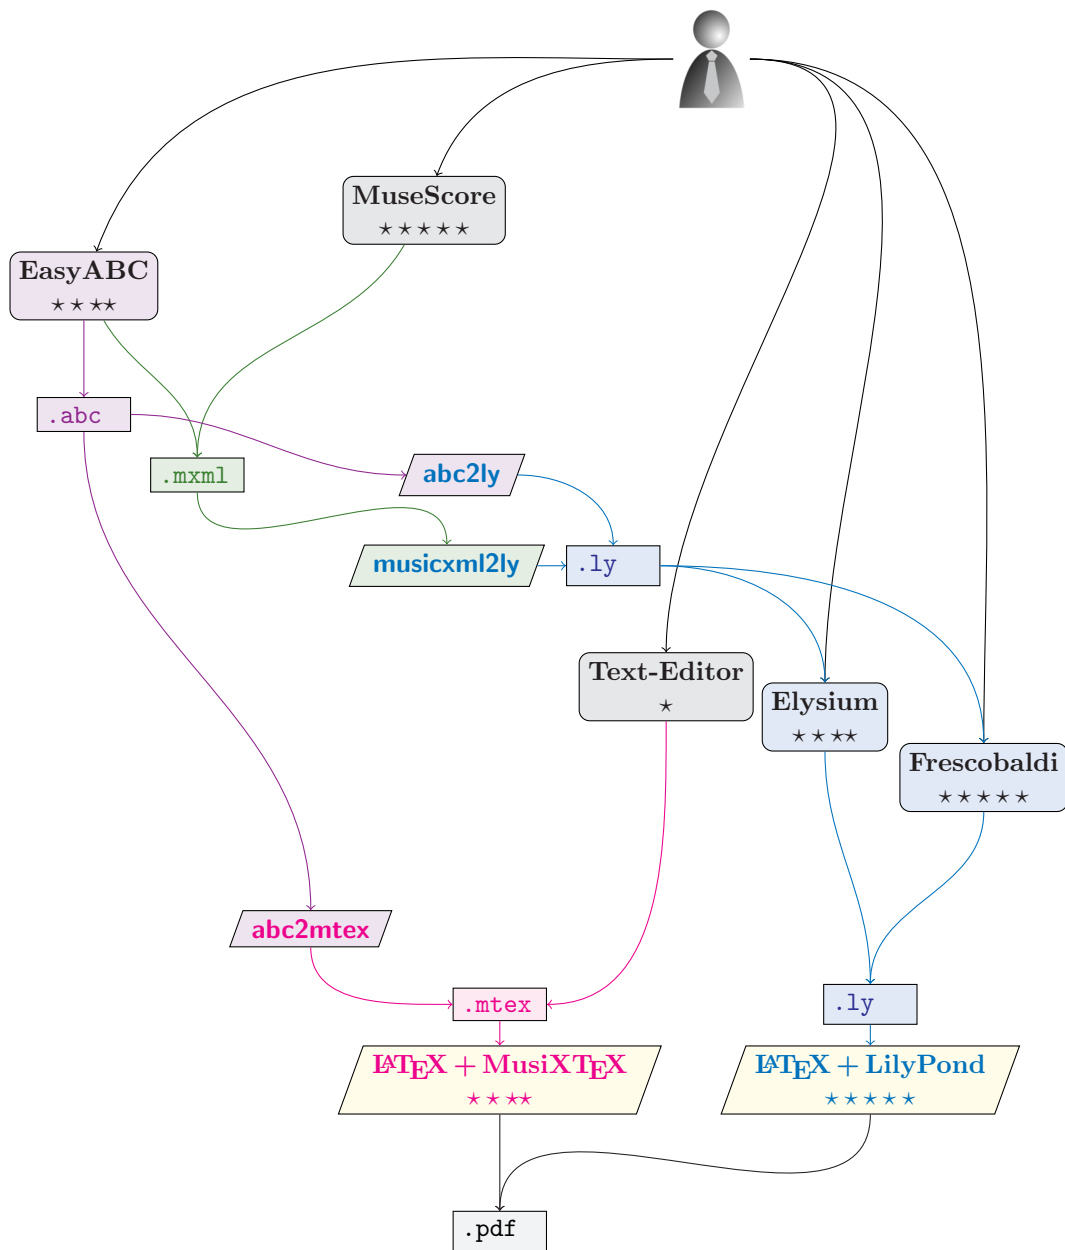 MuseScore
⋆⋆⋆⋆⋆
EasyABC
⋆⋆⋆⋆
.abc
.mxml
abc2ly
musicxml2ly
.ly
Text-Editor
⋆
Elysium
⋆⋆⋆⋆
Frescobaldi
⋆⋆⋆⋆⋆
abc2mtex
.mtex
.ly
LATEX + MusiXTEX
⋆⋆⋆⋆
LATEX + LilyPond
⋆⋆⋆⋆⋆
.pdf